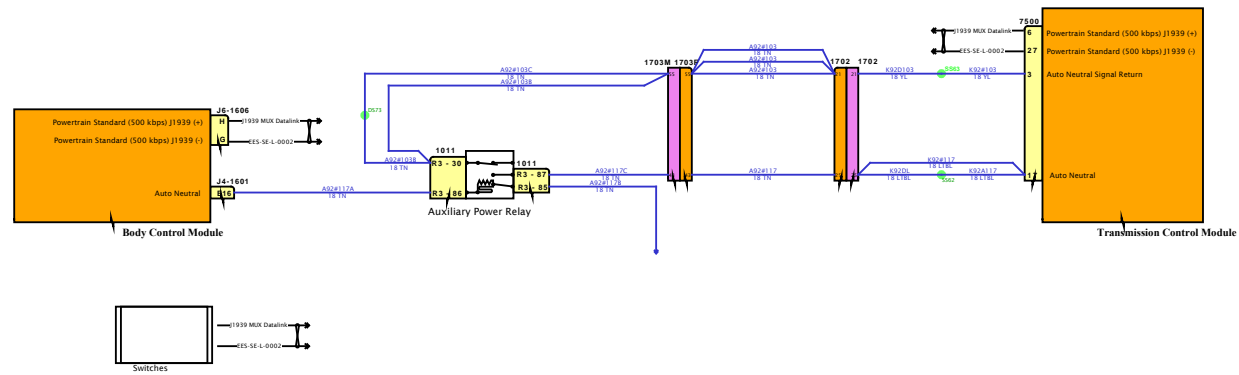 7500
J1939 MUX Datalink
6
Powertrain Standard (500 kbps) J1939 (+)
EES-SE-L-0002
27
Powertrain Standard (500 kbps) J1939 (-)
A92#103
18 TN
A92#103
18 TN
1703M 1703F
1702 1702
A92#103C
18 TN
A92#103
18 TN
K92D103
18 YL
K92#103
18 YL
3
Auto Neutral Signal Return
A92#103B
18 TN
J6-1606
Powertrain Standard (500 kbps) J1939 (+)
H
J1939 MUX Datalink
Powertrain Standard (500 kbps) J1939 (-)
G
EES-SE-L-0002
DS73
1011
A92#103B
18 TN
R3 - 30
1011
K92#117
18 LTBL
A92#117C
18 TN
A92#117
18 TN
K92DL
18 LTBL
K92A117
18 LTBL
R3 - 87
Auto Neutral
J4-1601
Auto Neutral
A92#117A
18 TN
R3 - 86
R3 - 85
A92#117B
18 TN
Auxiliary Power Relay
Body Control Module
Transmission Control Module
J1939 MUX Datalink
EES-SE-L-0002
Switches